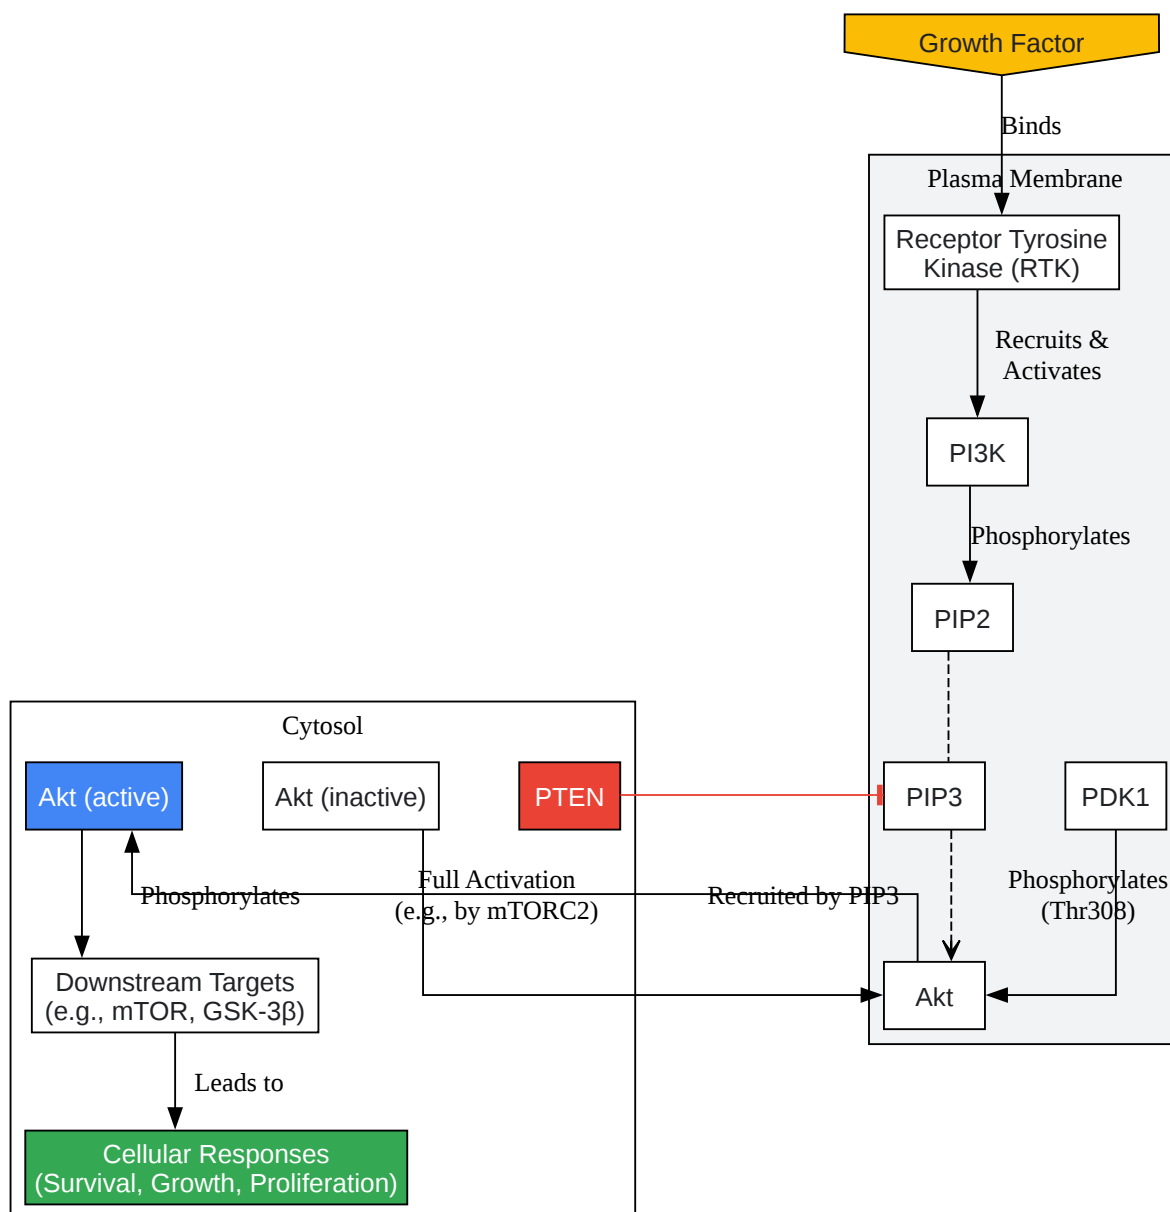 Growth Factor
Binds
Plasma Membrane
Receptor Tyrosine
Kinase (RTK)
Recruits &
Activates
PI3K
Phosphorylates
PIP2
Cytosol
Akt (active)
Akt (inactive)
PTEN
PIP3
PDK1
Phosphorylates
Full Activation
(e.g., by mTORC2)
Recruited by PIP3
Phosphorylates
(Thr308)
Downstream Targets
(e.g., mTOR, GSK-3β)
Akt
Leads to
Cellular Responses
(Survival, Growth, Proliferation)